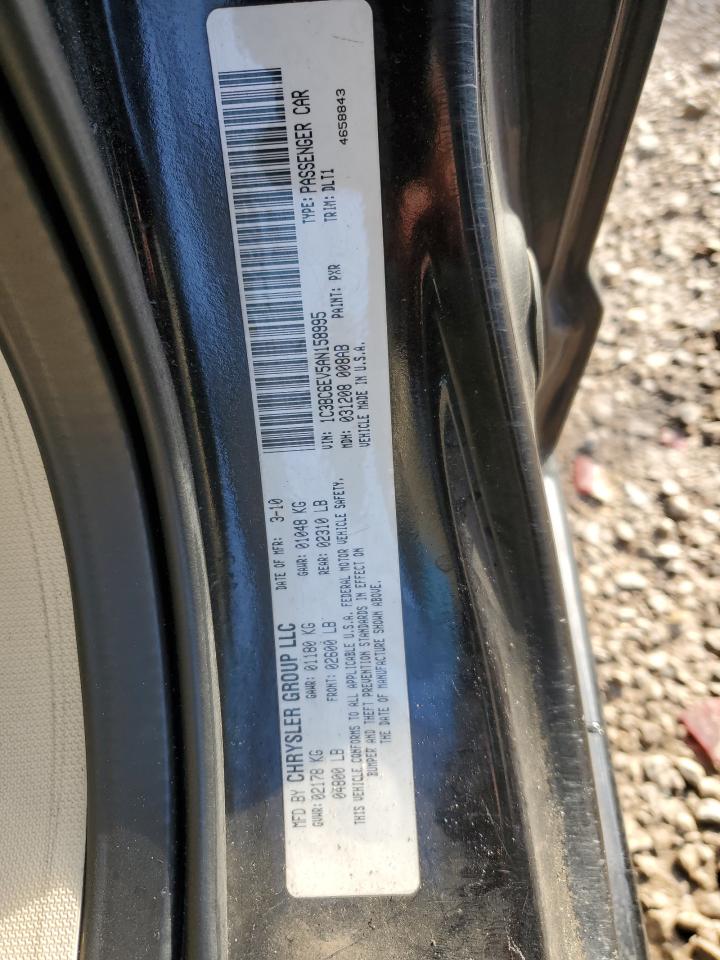 MFD BY CHRYSLER GROUP LLC
DATE OF MFR: 3-10
GVWR: 02178 KG
04800 LB
GAWR: 01180 KG
FRONT: 02600 LB
GAWR: 01048 KG
REAR: 02310 LB
THIS VEHICLE CONFORMS TO ALL APPLICABLE U.S.A. FEDERAL MOTOR VEHICLE SAFETY,
BUMPER AND THEFT PREVENTION STANDARDS IN EFFECT ON
THE DATE OF MANUFACTURE SHOWN ABOVE.
VIN: 1C3BC6EV5AN158995
TYPE: PASSENGER CAR
MDH: 031208 008AB
PAINT: PXR
TRIM: DLT1
VEHICLE MADE IN U.S.A.
4658843